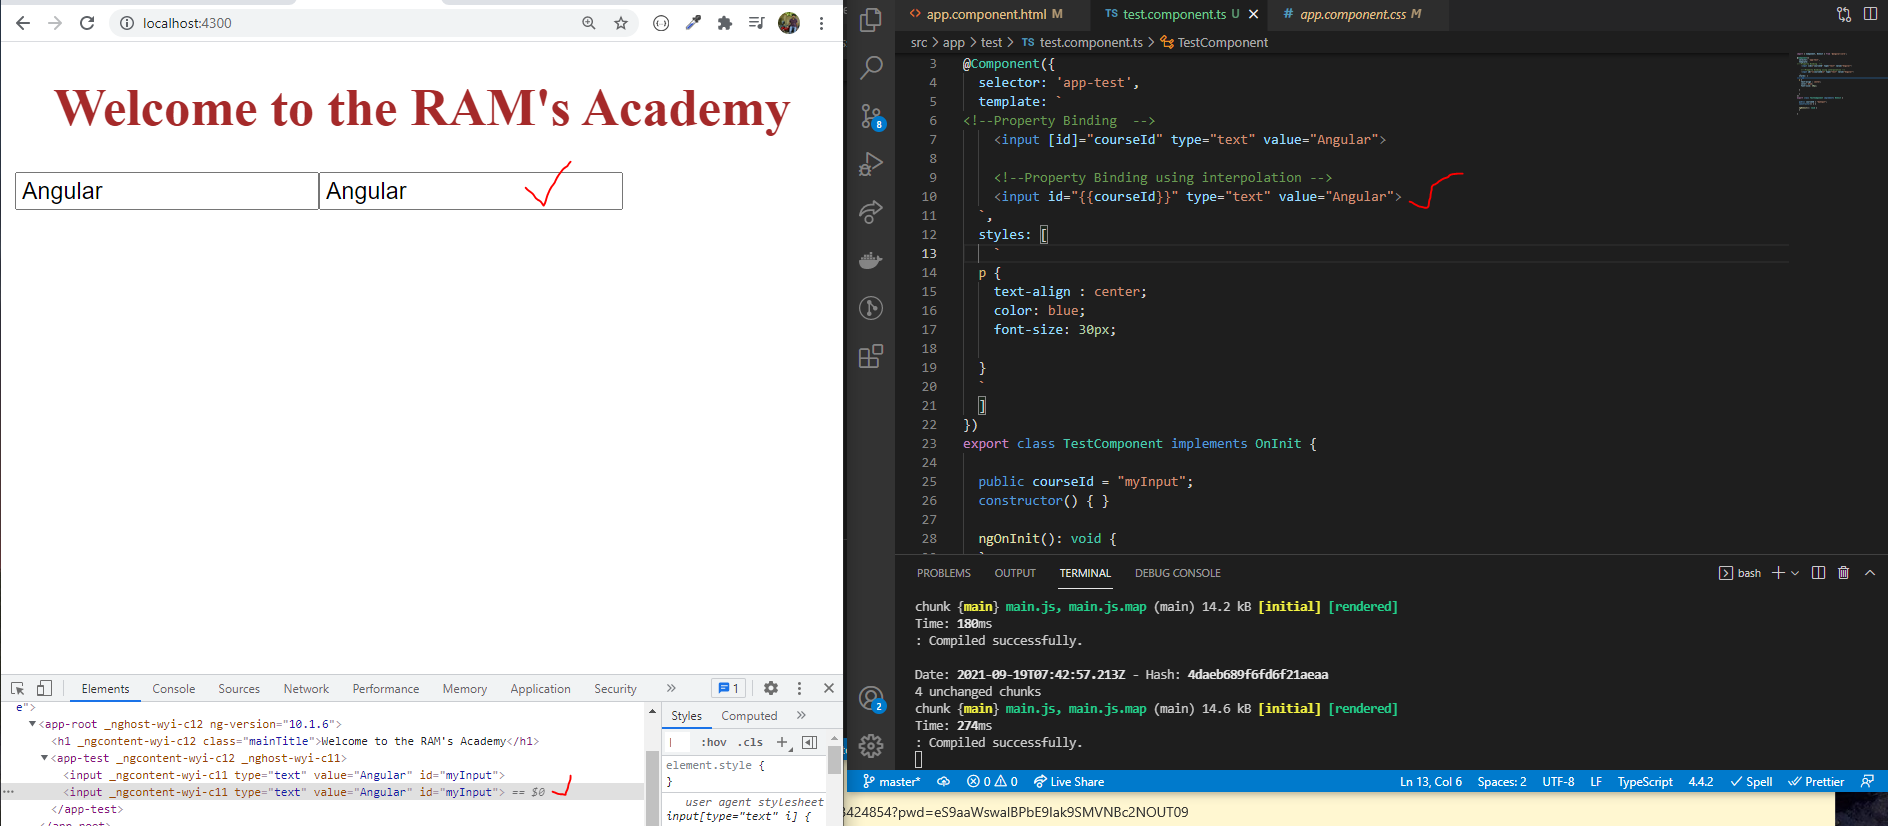 localhost:4300
Welcome to the RAM's Academy
Angular Angular
Elements Console Sources Network Performance Memory Application Security » 1
e">
▼<app-root _nghost-wyi-c12 ng-version="10.1.6">
<h1 _ngcontent-wyi-c12 class="mainTitle">Welcome to the RAM's Academy</h1>
▼<app-test _ngcontent-wyi-c12 _nghost-wyi-c11>
<input _ngcontent-wyi-c11 type="text" value="Angular" id="myInput">
<input _ngcontent-wyi-c11 type="text" value="Angular" id="myInput"> == $0
</app-test>
</app-root>
Styles Computed »
:hov .cls +
element.style {
}
user agent stylesheet
input[type="text" i] {
app.component.html M TS test.component.ts U # app.component.css M
src > app > test > TS test.component.ts > TestComponent
3 @Component({
4 selector: 'app-test',
5 template: `
6 <!--Property Binding -->
7 <input [id]="courseId" type="text" value="Angular">
8
9 <!--Property Binding using interpolation -->
10 <input id="{{courseId}}" type="text" value="Angular">
11 `,
12 styles: [
13 `
14 p {
15 text-align : center;
16 color: blue;
17 font-size: 30px;
18
19 }
20 `
21 ]
22 })
23 export class TestComponent implements OnInit {
24
25 public courseId = "myInput";
26 constructor() { }
27
28 ngOnInit(): void {
8
2
PROBLEMS OUTPUT TERMINAL DEBUG CONSOLE bash
chunk {main} main.js, main.js.map (main) 14.2 kB [initial] [rendered]
Time: 180ms
: Compiled successfully.
Date: 2021-09-19T07:42:57.213Z - Hash: 4daeb689f6fd6f21aeaa
4 unchanged chunks
chunk {main} main.js, main.js.map (main) 14.6 kB [initial] [rendered]
Time: 274ms
: Compiled successfully.
master* 0 0 Live Share Ln 13, Col 6 Spaces: 2 UTF-8 LF TypeScript 4.4.2 Spell Prettier
3424854?pwd=eS9aaWswalBPbE9Iak9SMVNBc2NOUT09